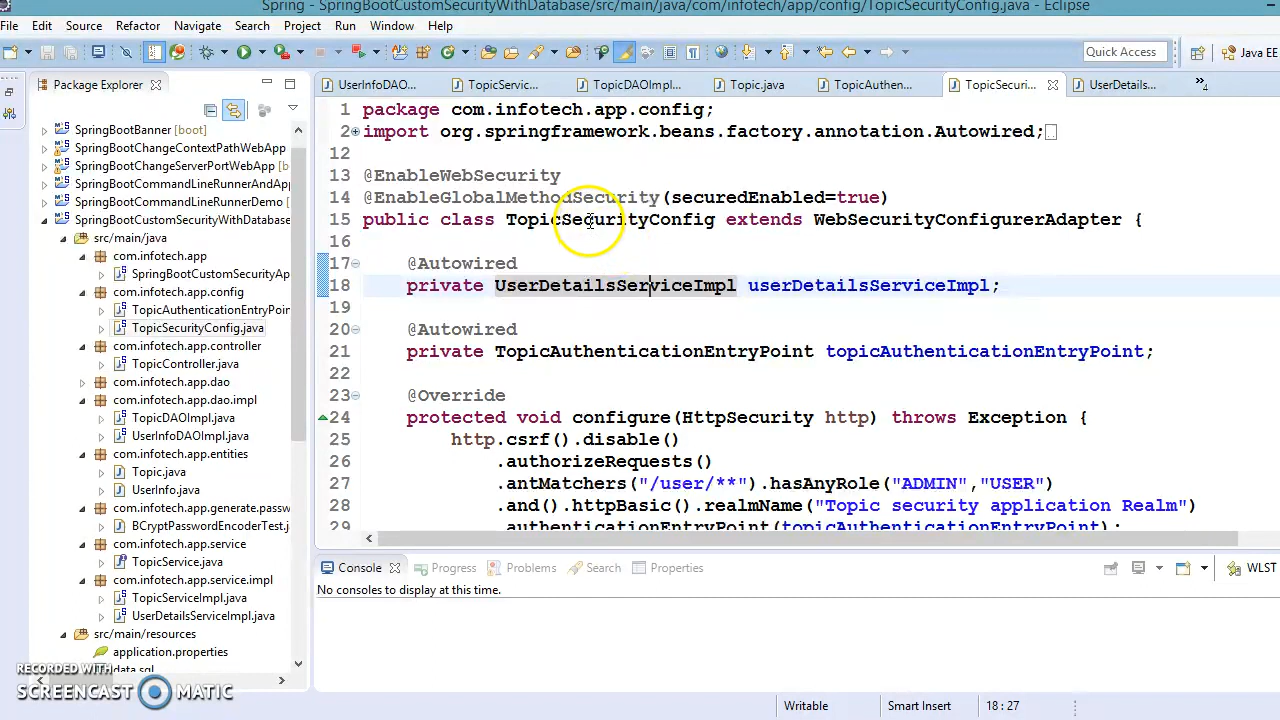 Spring - SpringBootCustomSecurityWithDatabase/src/main/java/com/infotech/app/config/TopicSecurityConfig.java - Eclipse
File Edit Source Refactor Navigate Search Project Run Window Help
Quick Access
Java EE
Package Explorer
UserInfoDAO...
TopicServic...
TopicDAOImpl...
Topic.java
TopicAuthen...
TopicSecuri...
UserDetails...
4
SpringBootBanner [boot]
SpringBootChangeContextPathWebApp
SpringBootChangeServerPortWebApp [b
SpringBootCommandLineRunnerAndApp
SpringBootCommandLineRunnerDemo [
SpringBootCustomSecurityWithDatabase
src/main/java
com.infotech.app
SpringBootCustomSecurityAp
com.infotech.app.config
TopicAuthenticationEntryPoin
TopicSecurityConfig.java
com.infotech.app.controller
TopicController.java
com.infotech.app.dao
com.infotech.app.dao.impl
TopicDAOImpl.java
UserInfoDAOImpl.java
com.infotech.app.entities
Topic.java
UserInfo.java
com.infotech.app.generate.passw
BCryptPasswordEncoderTest.j
com.infotech.app.service
TopicService.java
com.infotech.app.service.impl
TopicServiceImpl.java
UserDetailsServiceImpl.java
src/main/resources
application.properties
data.sql
1 package com.infotech.app.config;
2 import org.springframework.beans.factory.annotation.Autowired;
12
13 @EnableWebSecurity
14 @EnableGlobalMethodSecurity(securedEnabled=true)
15 public class TopicSecurityConfig extends WebSecurityConfigurerAdapter {
16
17 @Autowired
18 private UserDetailsServiceImpl userDetailsServiceImpl;
19
20 @Autowired
21 private TopicAuthenticationEntryPoint topicAuthenticationEntryPoint;
22
23 @Override
24 protected void configure(HttpSecurity http) throws Exception {
25 http.csrf().disable()
26 .authorizeRequests()
27 .antMatchers("/user/**").hasAnyRole("ADMIN","USER")
28 .and().httpBasic().realmName("Topic security application Realm")
29 .authenticationEntryPoint(topicAuthenticationEntryPoint);
Console Progress Problems Search Properties
WLST
No consoles to display at this time.
RECORDED WITH
SCREENCAST MATIC
Writable Smart Insert 18 : 27